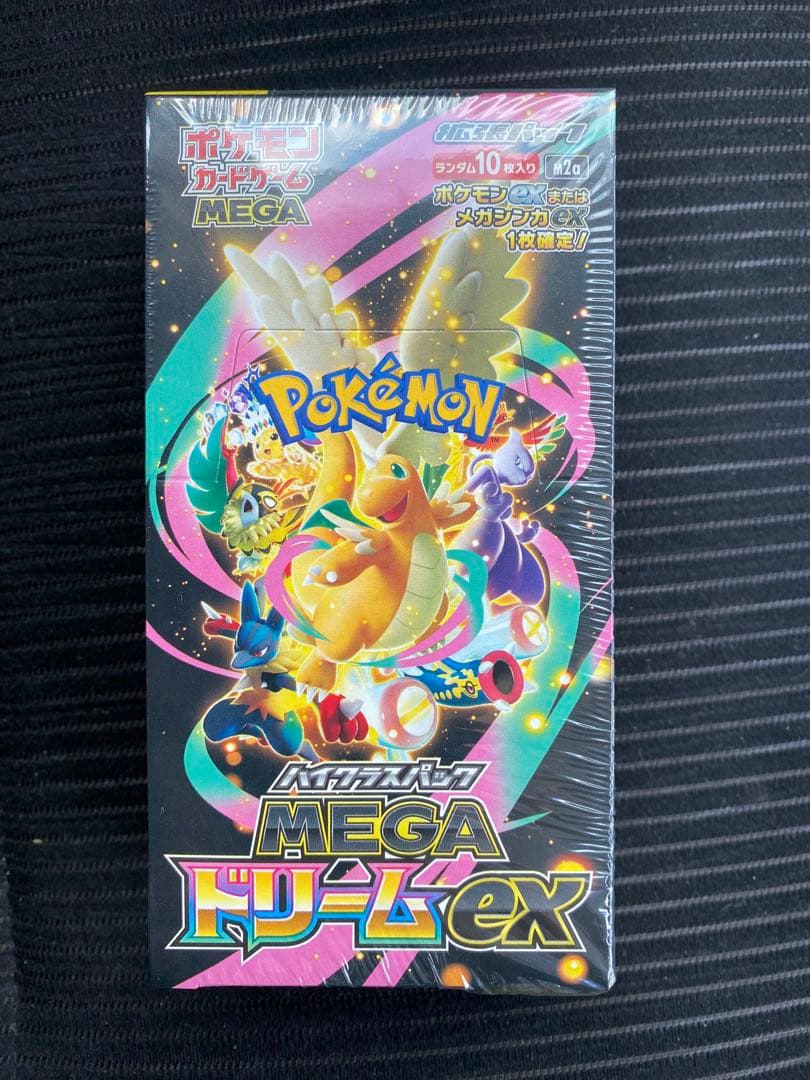 ポケモン
カードゲーム
MEGA
拡張パック
ランダム10枚入り
M2a
ポケモンexまたは
メガシンカex
1枚確定!
POKéMON
TM
ハイクラスパック
MEGA
ドリームex